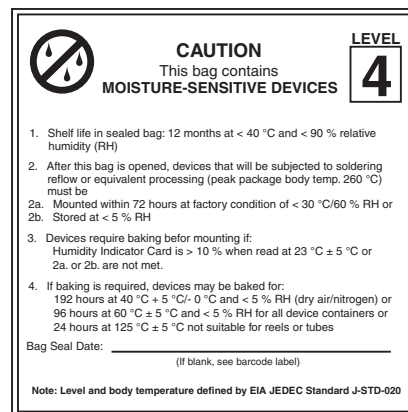 LEVEL
4
CAUTION
This bag contains
MOISTURE-SENSITIVE DEVICES
1. Shelf life in sealed bag: 12 months at < 40 °C and < 90 % relative
humidity (RH)
2. After this bag is opened, devices that will be subjected to soldering
reflow or equivalent processing (peak package body temp. 260 °C)
must be
2a. Mounted within 72 hours at factory condition of < 30 °C/60 % RH or
2b. Stored at < 5 % RH
3. Devices require baking befor mounting if:
Humidity Indicator Card is > 10 % when read at 23 °C ± 5 °C or
2a. or 2b. are not met.
4. If baking is required, devices may be baked for:
192 hours at 40 °C + 5 °C/- 0 °C and < 5 % RH (dry air/nitrogen) or
96 hours at 60 °C ± 5 °C and < 5 % RH for all device containers or
24 hours at 125 °C ± 5 °C not suitable for reels or tubes
Bag Seal Date:
(If blank, see barcode label)
Note: Level and body temperature defined by EIA JEDEC Standard J-STD-020